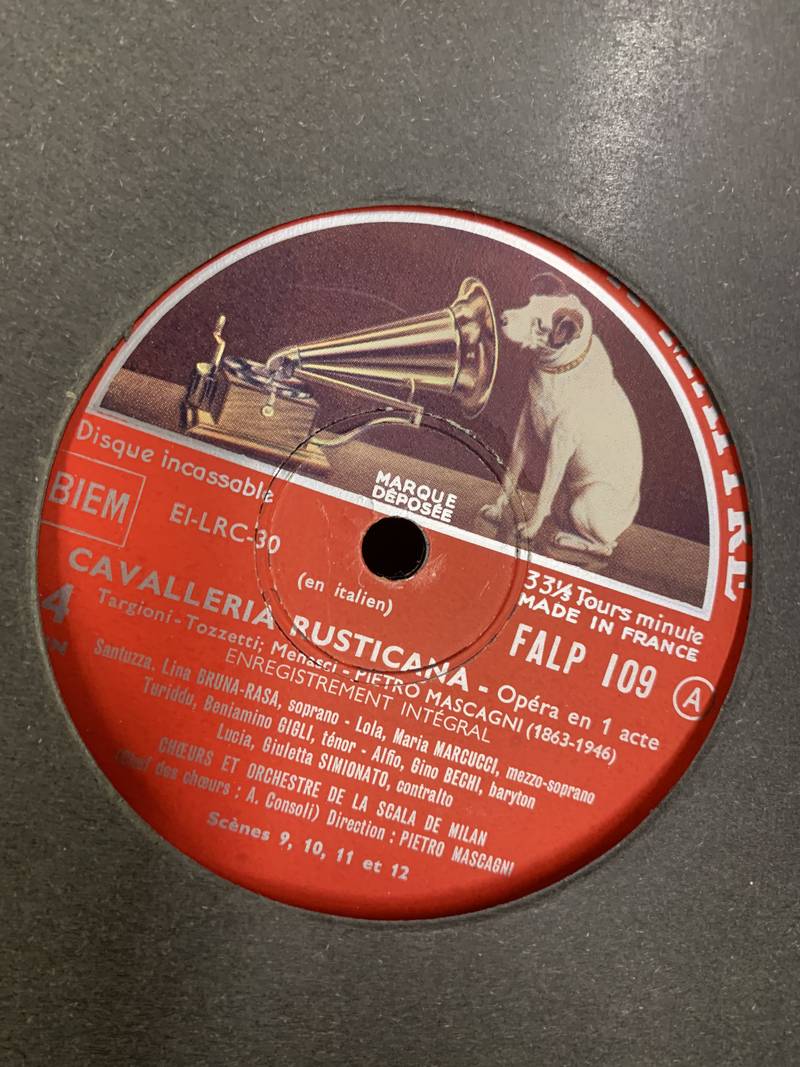 MAITRE
Disque incassable
MARQUE
DÉPOSÉE
BIEM
EI-LRC-30
(en italien)
33⅓ Tours minute
MADE IN FRANCE
FALP 109
A
4
CAVALLERIA RUSTICANA - Opéra en 1 acte
Targioni-Tozzetti; Menasci - PIETRO MASCAGNI (1863-1946)
ENREGISTREMENT INTÉGRAL
Santuzza, Lina BRUNA-RASA, soprano - Lola, Maria MARCUCCI, mezzo-soprano
Turiddu, Beniamino GIGLI, ténor - Alfio, Gino BECHI, baryton
Lucia, Giuletta SIMIONATO, contralto
CHŒURS ET ORCHESTRE DE LA SCALA DE MILAN
(Chef des chœurs : A. Consoli) Direction : PIETRO MASCAGNI
Scènes 9, 10, 11 et 12